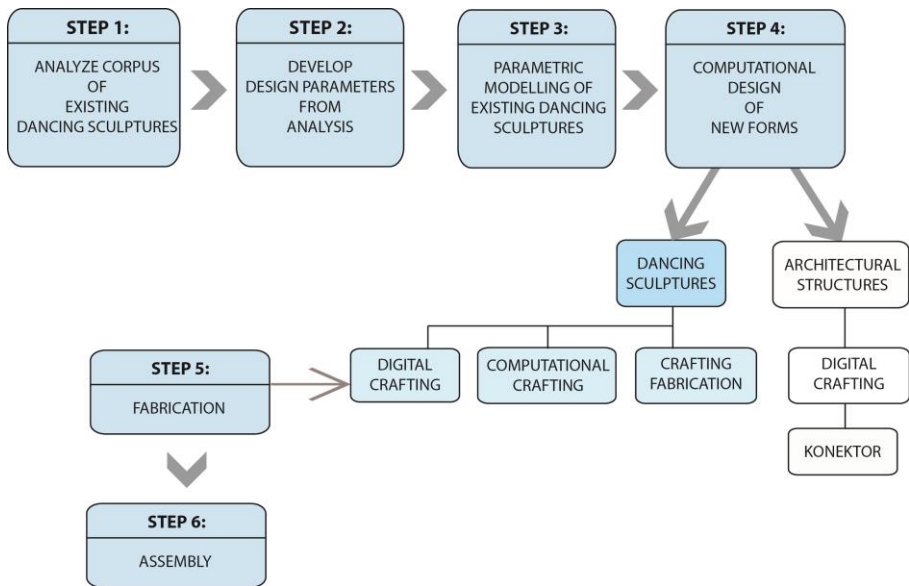 STEP 1:
ANALYZE CORPUS
OF
EXISTING
DANCING SCULPTURES
STEP 2:
DEVELOP
DESIGN PARAMETERS
FROM
ANALYSIS
STEP 3:
PARAMETRIC
MODELLING OF
EXISTING DANCING
SCULPTURES
STEP 4:
COMPUTATIONAL
DESIGN
OF
NEW FORMS
DANCING
SCULPTURES
ARCHITECTURAL
STRUCTURES
STEP 5:
FABRICATION
DIGITAL
CRAFTING
COMPUTATIONAL
CRAFTING
CRAFTING
FABRICATION
DIGITAL
CRAFTING
KONEKTOR
STEP 6:
ASSEMBLY